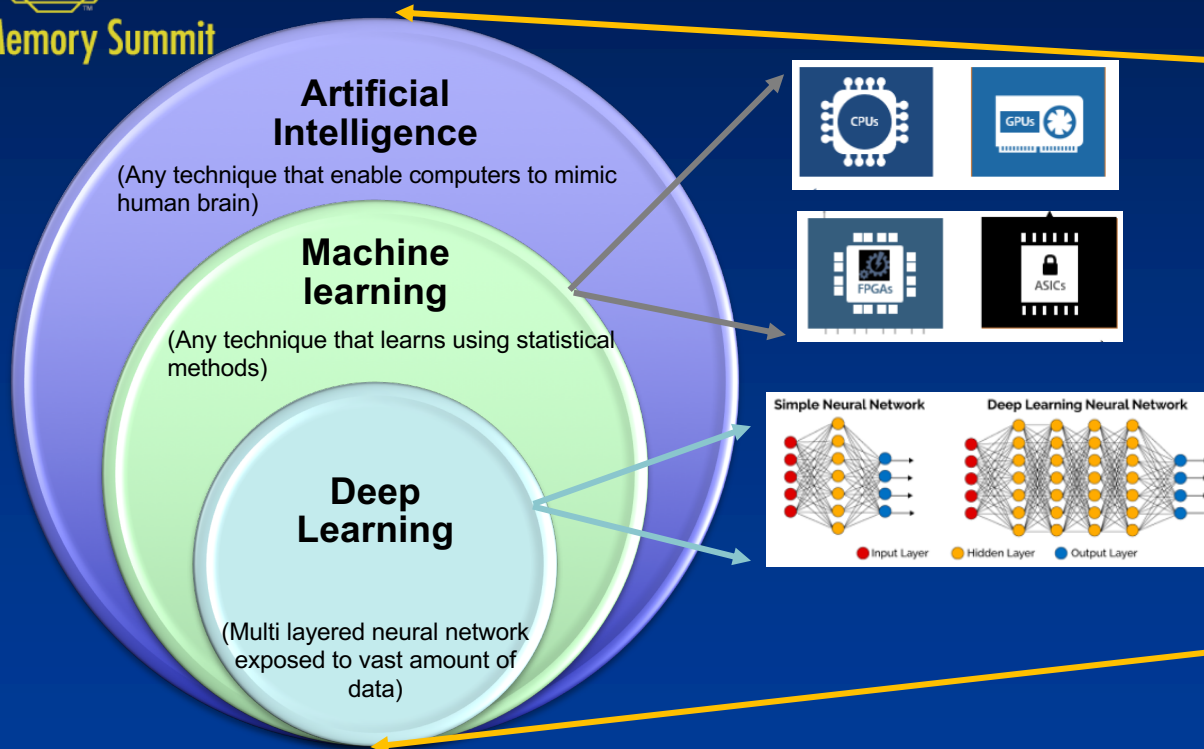 Memory Summit
Artificial
Intelligence
(Any technique that enable computers to mimic
human brain)
Machine
learning
(Any technique that learns using statistical
methods)
Deep
Learning
(Multi layered neural network
exposed to vast amount of
data)
CPUs
GPUs
FPGAs
ASICs
Simple Neural Network
Deep Learning Neural Network
Input Layer
Hidden Layer
Output Layer